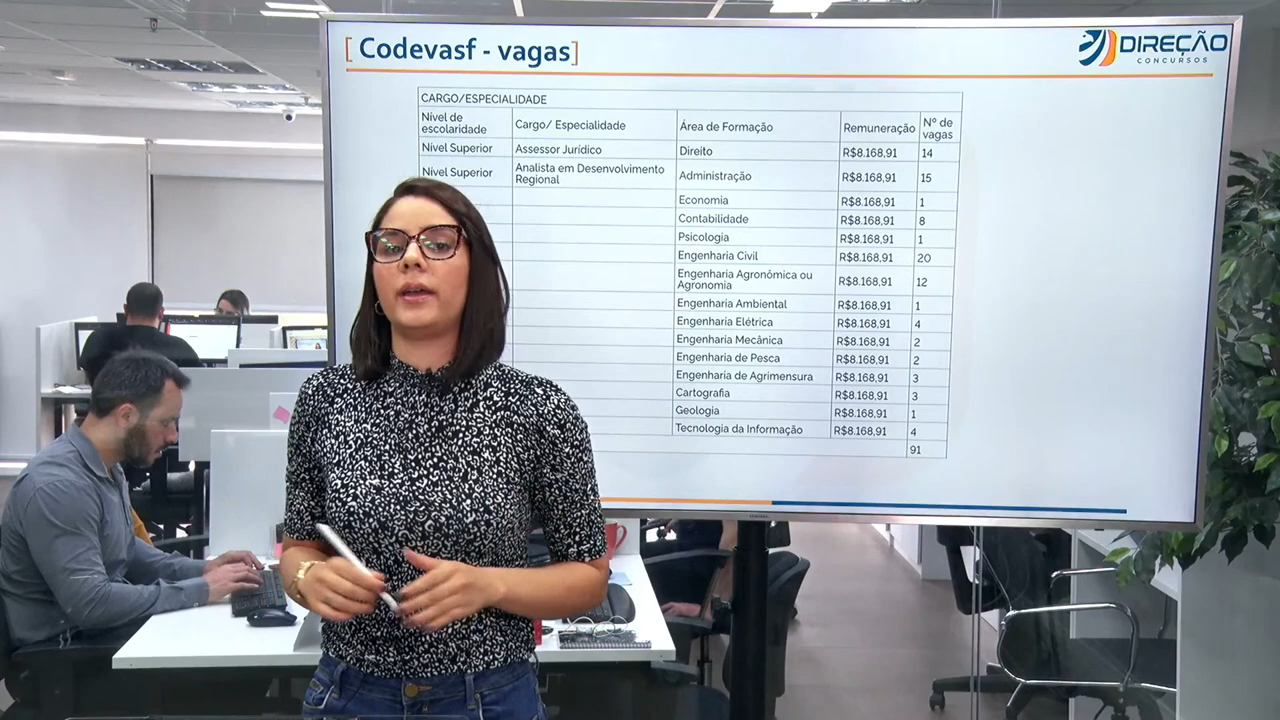 [ Codevasf - vagas]
DIREÇÃO
CONCURSOS
CARGO/ESPECIALIDADE
Nível de escolaridade Cargo/ Especialidade Área de Formação Remuneração Nº de vagas
Nível Superior Assessor Jurídico Direito R$8.168,91 14
Nível Superior Analista em Desenvolvimento Regional Administração R$8.168,91 15
Economia R$8.168,91 1
Contabilidade R$8.168,91 8
Psicologia R$8.168,91 1
Engenharia Civil R$8.168,91 20
Engenharia Agronômica ou Agronomia R$8.168,91 12
Engenharia Ambiental R$8.168,91 1
Engenharia Elétrica R$8.168,91 4
Engenharia Mecânica R$8.168,91 2
Engenharia de Pesca R$8.168,91 2
Engenharia de Agrimensura R$8.168,91 3
Cartografia R$8.168,91 3
Geologia R$8.168,91 1
Tecnologia da Informação R$8.168,91 4
91